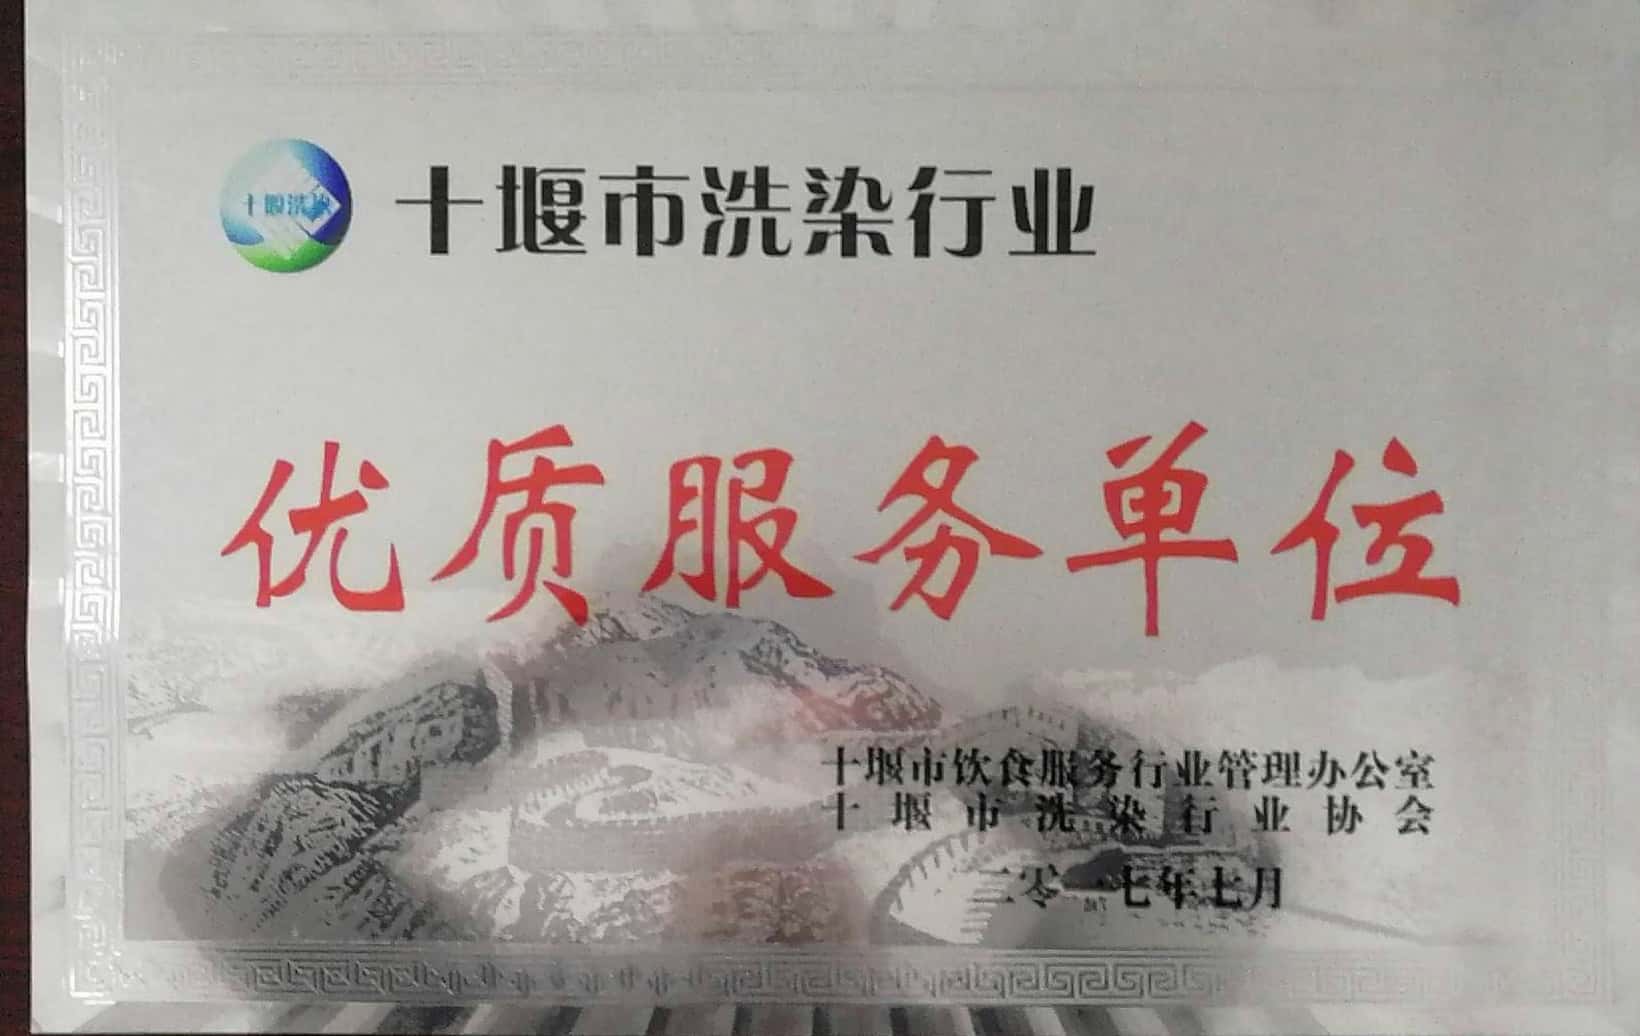 十堰洗染
十堰市洗染行业
优质服务单位
十堰市饮食服务行业管理办公室
十堰市洗染行业协会
二零一七年七月